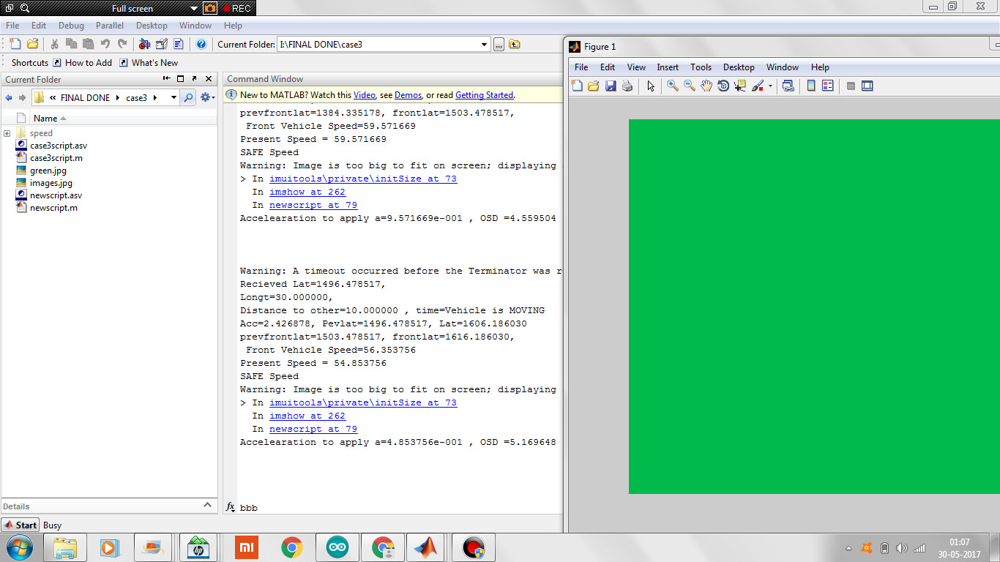 Full screen
REC
File Edit Debug Parallel Desktop Window Help
Current Folder: I:\FINAL DONE\case3
Shortcuts How to Add What's New
Current Folder
« FINAL DONE case3
Name
speed
case3script.asv
case3script.m
green.jpg
images.jpg
newscript.asv
newscript.m
Details
Command Window
New to MATLAB? Watch this Video, see Demos, or read Getting Started.
prevfrontlat=1384.335178, frontlat=1503.478517,
Front Vehicle Speed=59.571669
Present Speed = 59.571669
SAFE Speed
Warning: Image is too big to fit on screen; displaying
> In imuitools\private\initSize at 73
In imshow at 262
In newscript at 79
Accelearation to apply a=9.571669e-001 , OSD =4.559504
Warning: A timeout occurred before the Terminator was r
Recieved Lat=1496.478517,
Longt=30.000000,
Distance to other=10.000000 , time=Vehicle is MOVING
Acc=2.426878, Pevlat=1496.478517, Lat=1606.186030
prevfrontlat=1503.478517, frontlat=1616.186030,
Front Vehicle Speed=56.353756
Present Speed = 54.853756
SAFE Speed
Warning: Image is too big to fit on screen; displaying
> In imuitools\private\initSize at 73
In imshow at 262
In newscript at 79
Accelearation to apply a=4.853756e-001 , OSD =5.169648
fx bbb
Figure 1
File Edit View Insert Tools Desktop Window Help
Start Busy
hp
mi
01:07
30-05-2017